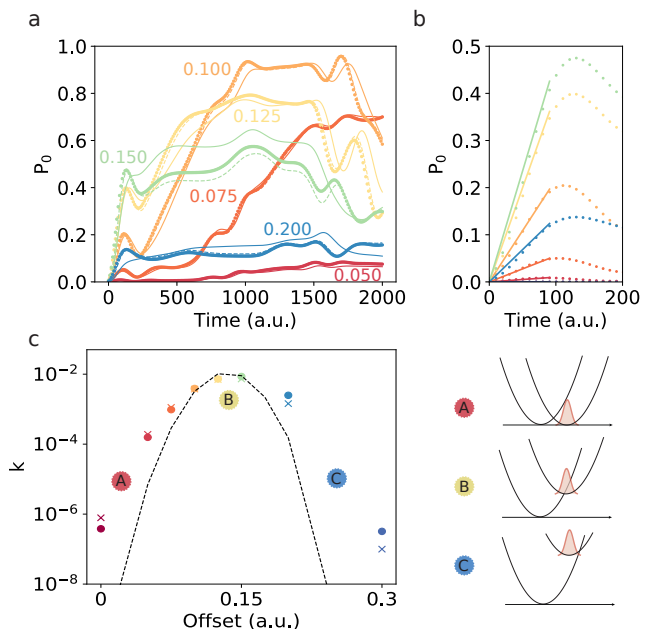 a
P0
1.0
0.8
0.6
0.4
0.2
0.0
0.100
0.125
0.150
0.075
0.200
0.050
0 500 1000 1500 2000
Time (a.u.)
b
P0
0.5
0.4
0.3
0.2
0.1
0.0
0 100 200
Time (a.u.)
c
k
10−2
10−4
10−6
10−8
A
B
C
0 0.15 0.3
Offset (a.u.)
A
B
C